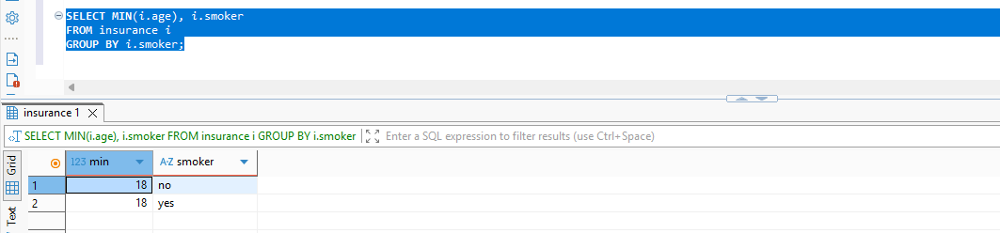 SELECT MIN(i.age), i.smoker
FROM insurance i
GROUP BY i.smoker;
insurance 1
SELECT MIN(i.age), i.smoker FROM insurance i GROUP BY i.smoker
Enter a SQL expression to filter results (use Ctrl+Space)
Grid
123 min
A-Z smoker
1 18 no
2 18 yes
Text